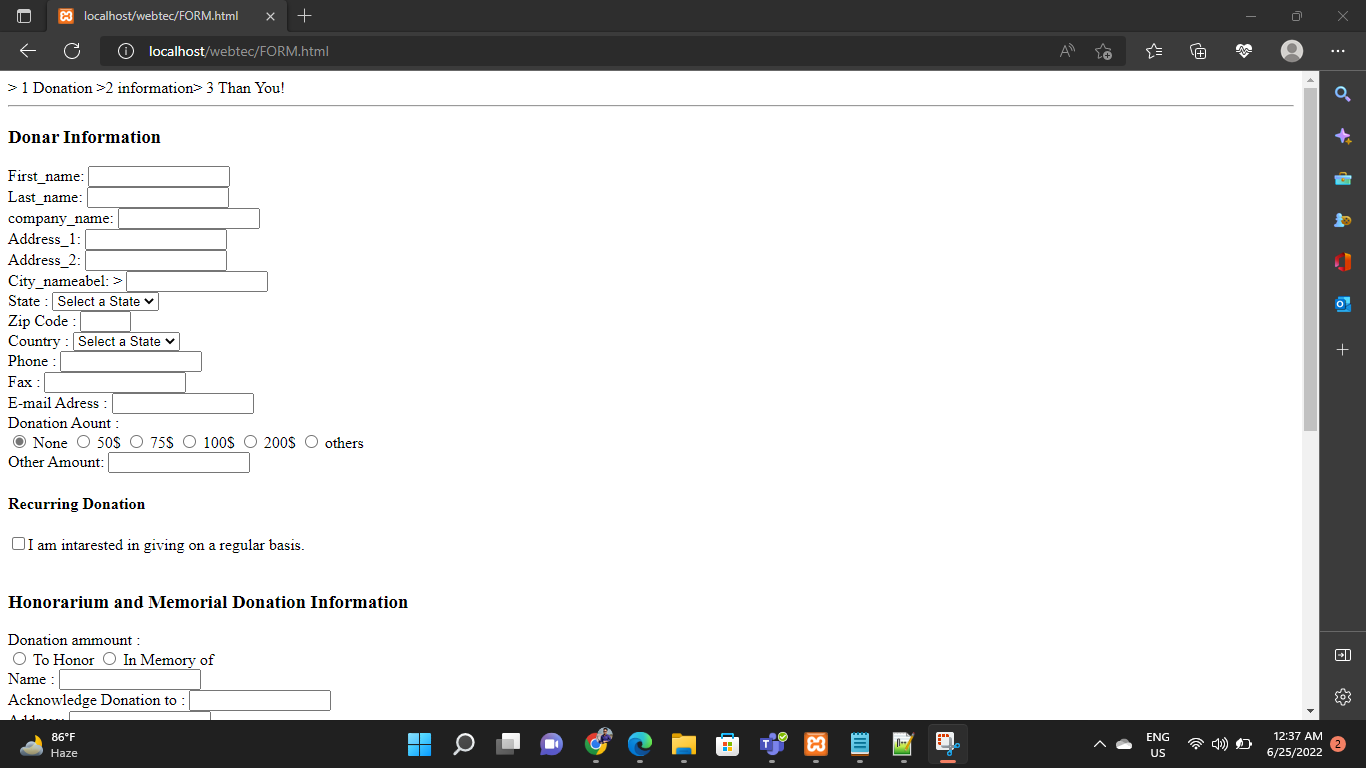 localhost/webtec/FORM.html
localhost/webtec/FORM.html
> 1 Donation >2 information> 3 Than You!
Donar Information
First_name:
Last_name:
company_name:
Address_1:
Address_2:
City_nameabel: >
State : Select a State
Zip Code :
Country : Select a State
Phone :
Fax :
E-mail Adress :
Donation Aount :
None 50$ 75$ 100$ 200$ others
Other Amount:
Recurring Donation
I am intarested in giving on a regular basis.
Honorarium and Memorial Donation Information
Donation ammount :
To Honor In Memory of
Name :
Acknowledge Donation to :
Address:
86°F
Haze
ENG
US
12:37 AM
6/25/2022
2